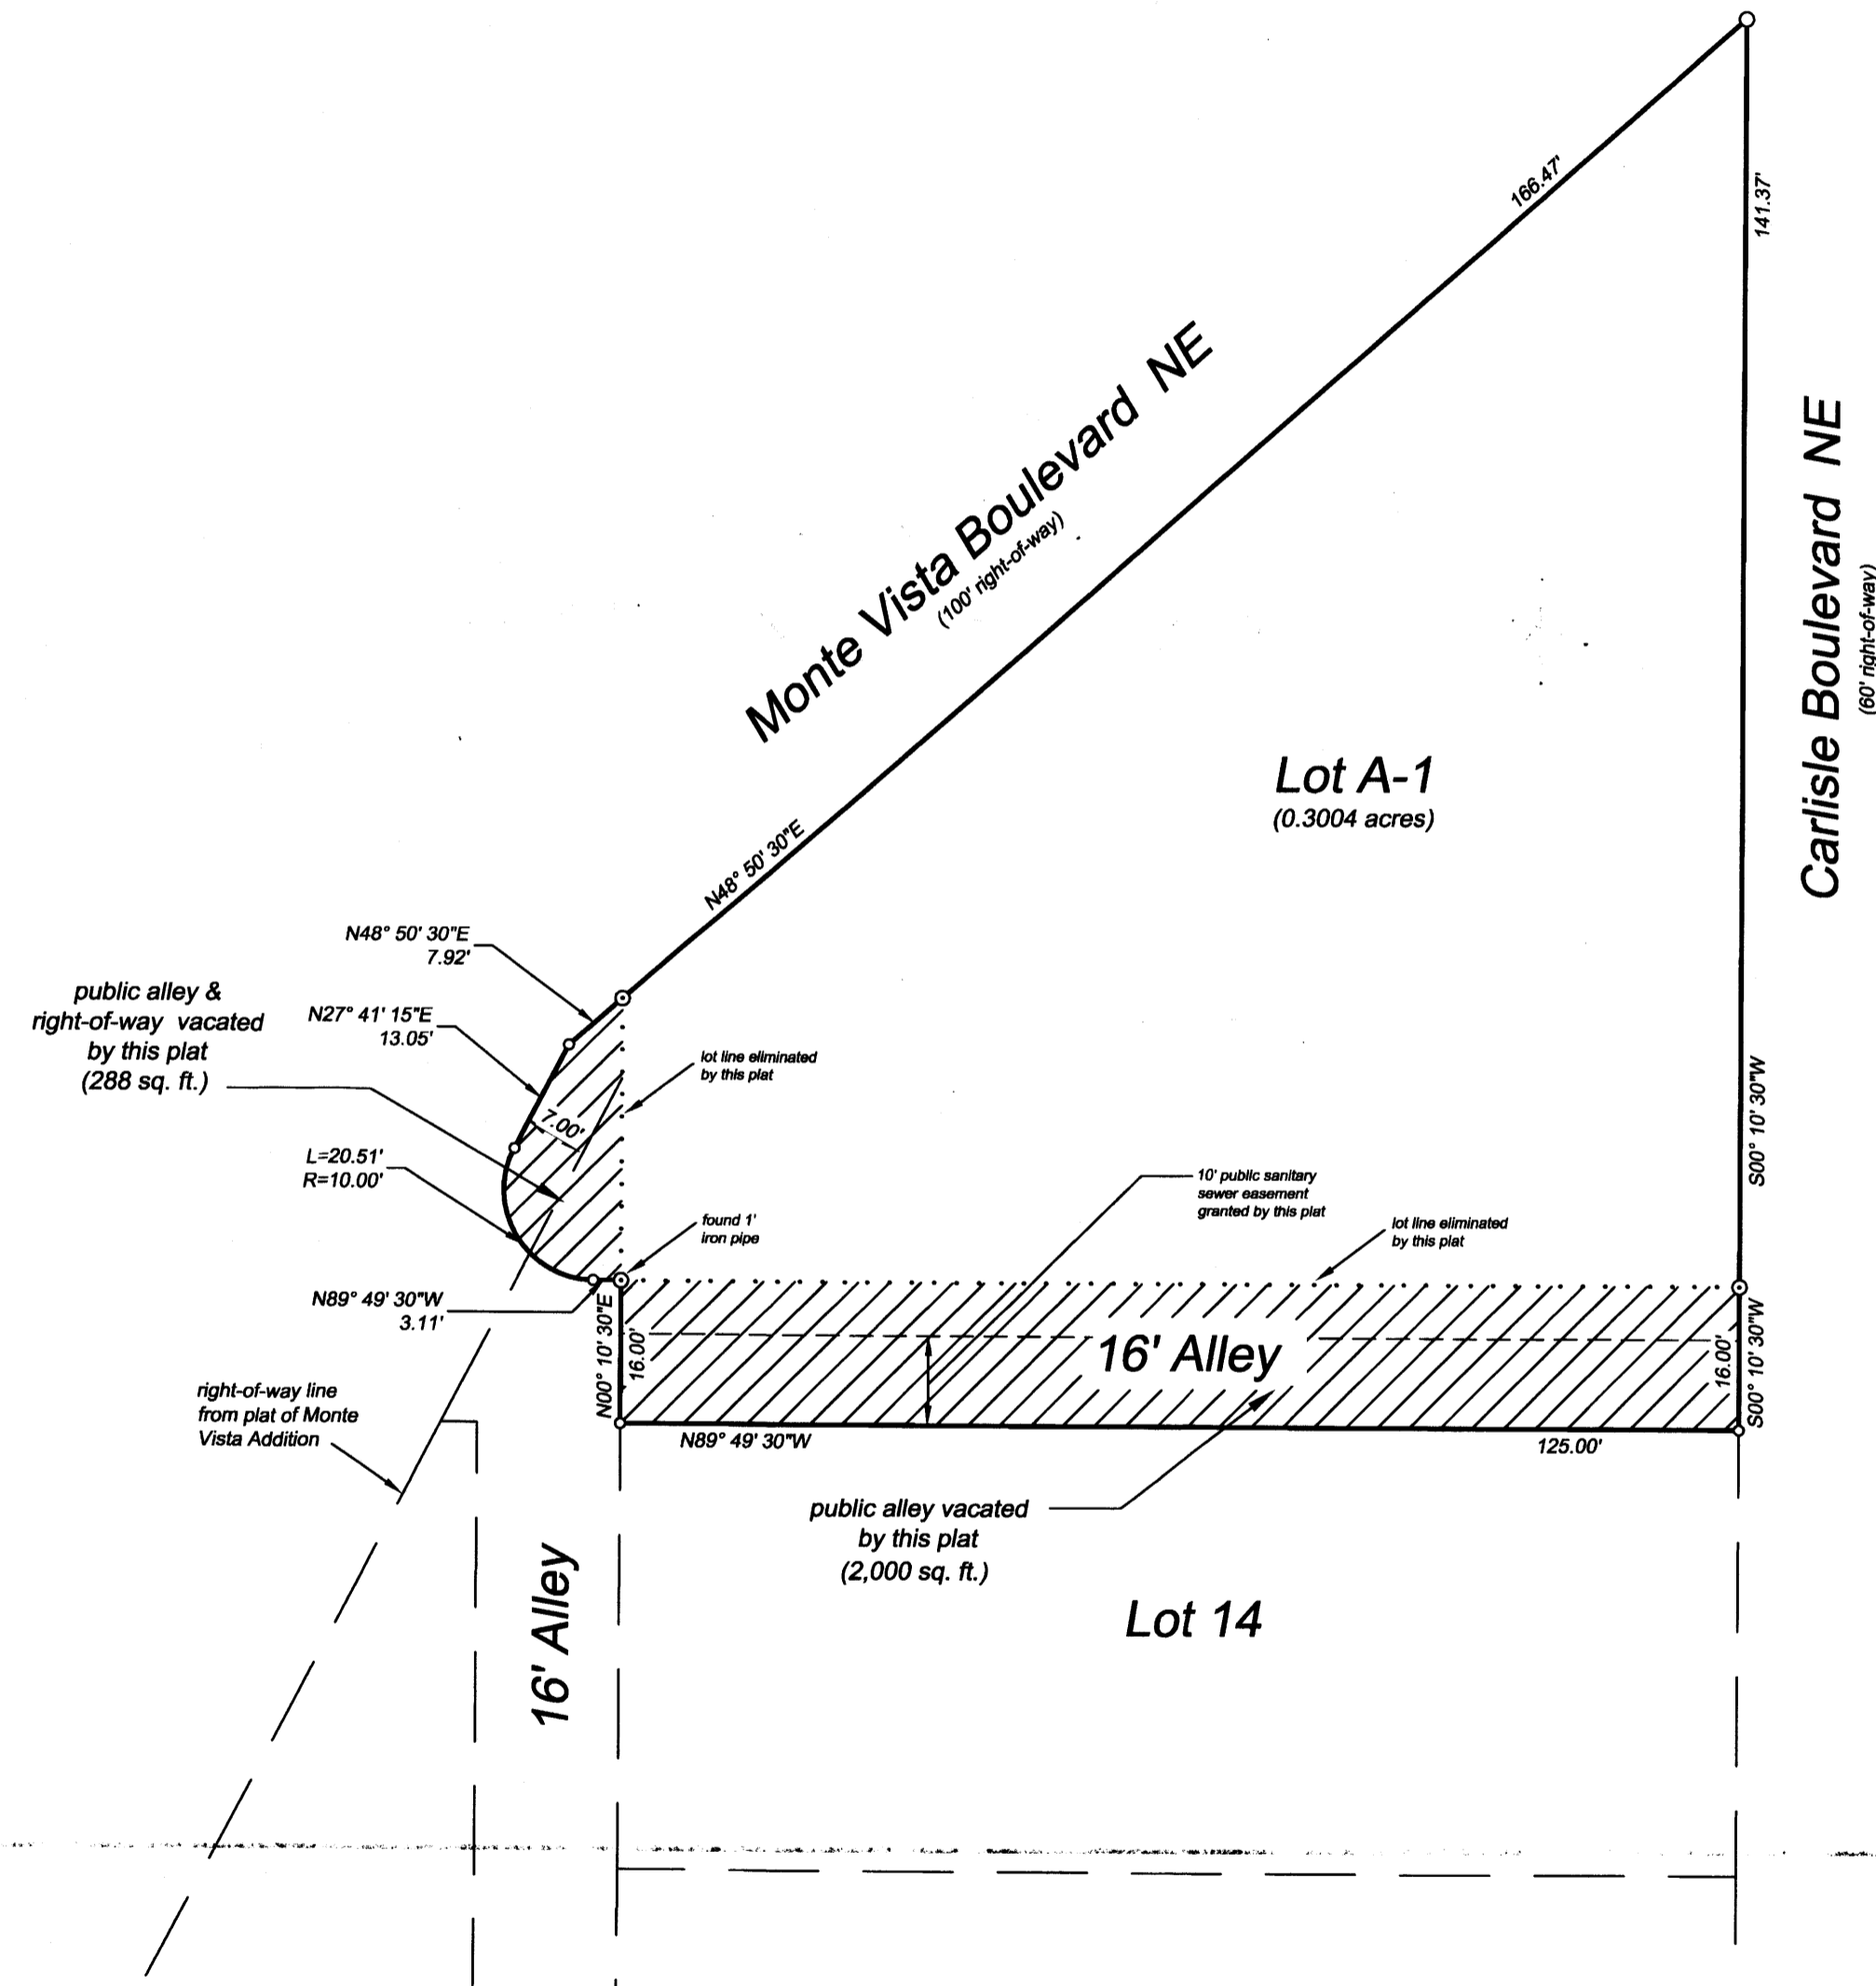 166.47'
141.37'
Monte Vista Boulevard NE
(100' right-of-way)
Carlisle Boulevard NE
(60' right-of-way)
Lot A-1
(0.3004 acres)
N48° 50' 30"E
N48° 50' 30"E
7.92'
public alley &
right-of-way vacated
by this plat
(288 sq. ft.)
N27° 41' 15"E
13.05'
lot line eliminated
by this plat
7.00'
L=20.51'
R=10.00'
S00° 10' 30"W
10' public sanitary
sewer easement
granted by this plat
found 1'
iron pipe
lot line eliminated
by this plat
N89° 49' 30"W
3.11'
N00° 10' 30"E
16.00'
16' Alley
16.00'
S00° 10' 30"W
right-of-way line
from plat of Monte
Vista Addition
N89° 49' 30"W
125.00'
public alley vacated
by this plat
(2,000 sq. ft.)
16' Alley
Lot 14